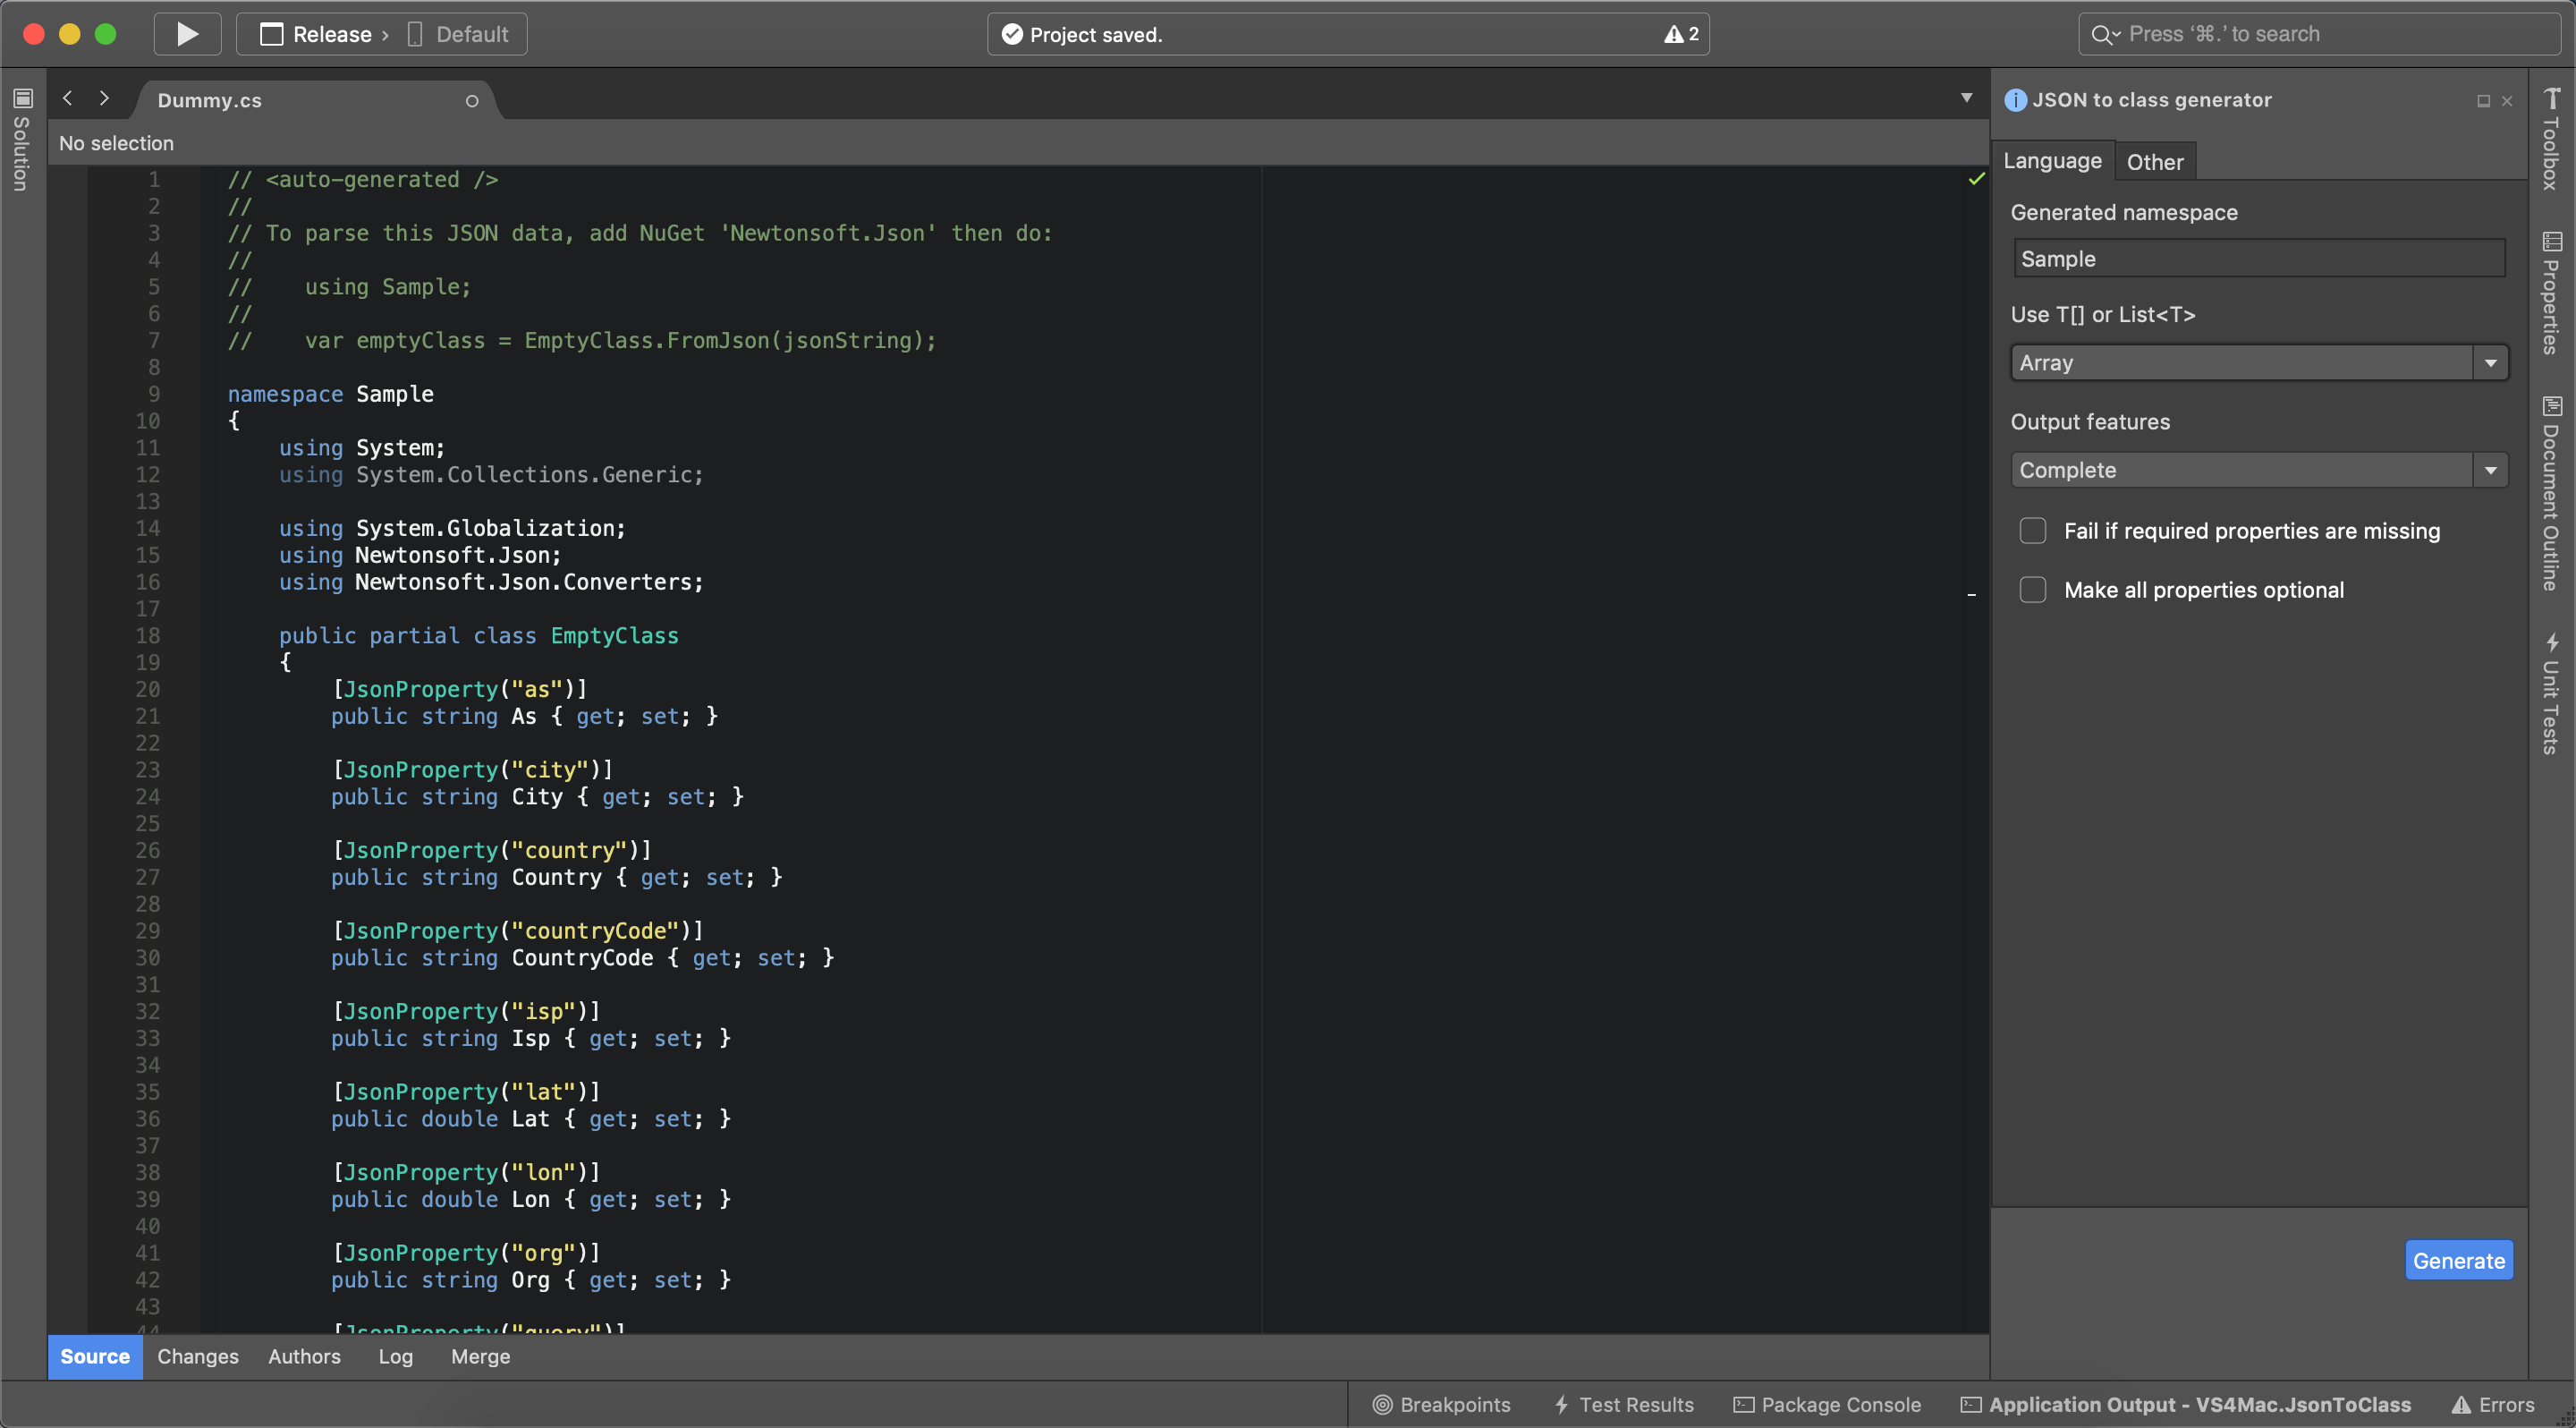 Release › Default
Project saved.
2
Press ‘⌘.’ to search
Solution
Dummy.cs
No selection
1 // <auto-generated />
2 //
3 // To parse this JSON data, add NuGet 'Newtonsoft.Json' then do:
4 //
5 //    using Sample;
6 //
7 //    var emptyClass = EmptyClass.FromJson(jsonString);
8
9 namespace Sample
10 {
11     using System;
12     using System.Collections.Generic;
13
14     using System.Globalization;
15     using Newtonsoft.Json;
16     using Newtonsoft.Json.Converters;
17
18     public partial class EmptyClass
19     {
20         [JsonProperty("as")]
21         public string As { get; set; }
22
23         [JsonProperty("city")]
24         public string City { get; set; }
25
26         [JsonProperty("country")]
27         public string Country { get; set; }
28
29         [JsonProperty("countryCode")]
30         public string CountryCode { get; set; }
31
32         [JsonProperty("isp")]
33         public string Isp { get; set; }
34
35         [JsonProperty("lat")]
36         public double Lat { get; set; }
37
38         [JsonProperty("lon")]
39         public double Lon { get; set; }
40
41         [JsonProperty("org")]
42         public string Org { get; set; }
43
44         [JsonProperty("query")]
Source Changes Authors Log Merge
JSON to class generator
Language Other
Generated namespace
Sample
Use T[] or List<T>
Array
Output features
Complete
Fail if required properties are missing
Make all properties optional
Generate
Toolbox
Properties
Document Outline
Unit Tests
Breakpoints Test Results Package Console Application Output - VS4Mac.JsonToClass Errors